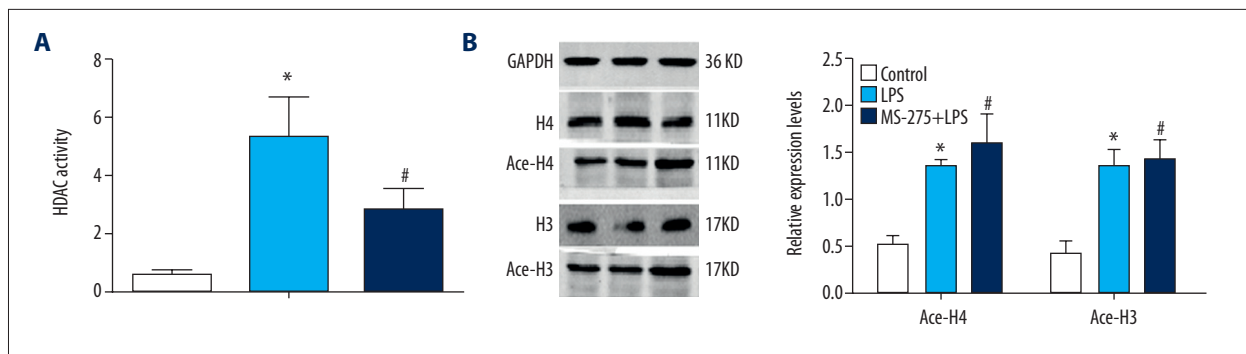 A
HDAC activity
8
6
4
2
0
*
#
B
GAPDH 36 KD
H4 11KD
Ace-H4 11KD
H3 17KD
Ace-H3 17KD
Relative expression levels
2.5
2.0
1.5
1.0
0.5
0.0
Control
LPS
MS-275+LPS
*
#
*
#
Ace-H4
Ace-H3